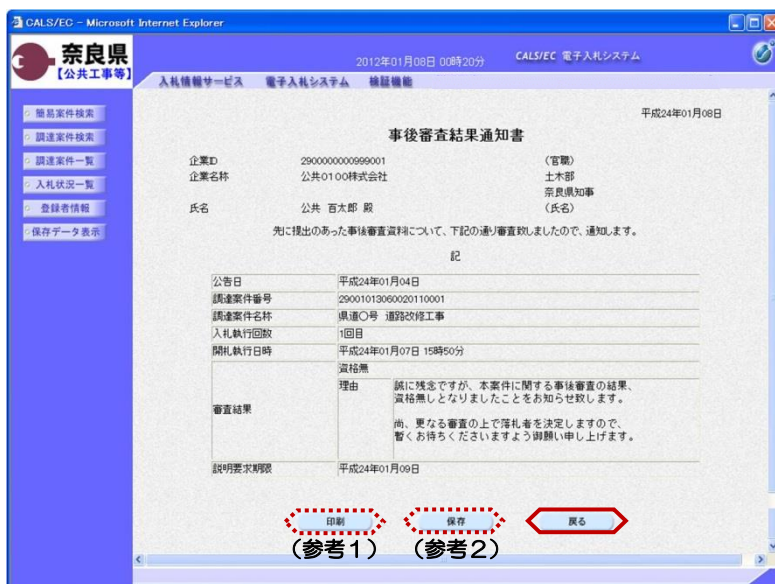 CALS/EC - Microsoft Internet Explorer
奈良県
【公共工事等】
2012年01月08日 00時20分
CALS/EC 電子入札システム
入札情報サービス 電子入札システム 検証機能
簡易案件検索
調達案件検索
調達案件一覧
入札状況一覧
登録者情報
保存データ表示
平成24年01月08日
事後審査結果通知書
企業ID 2900000000999001 (官職)
企業名称 公共0100株式会社 土木部
奈良県知事
氏名 公共 百太郎 殿 (氏名)
先に提出のあった事後審査資料について、下記の通り審査致しましたので、通知します。
記
公告日 平成24年01月04日
調達案件番号 29001013060020110001
調達案件名称 県道○号 道路改修工事
入札執行回数 1回目
開札執行日時 平成24年01月07日 15時50分
審査結果 資格無
理由 誠に残念ですが、本案件に関する事後審査の結果、
資格無しとなりましたことをお知らせ致します。
尚、更なる審査の上で落札者を決定しますので、
暫くお待ちくださいますよう御願い申し上げます。
説明要求期限 平成24年01月09日
印刷 保存 戻る
(参考1) (参考2)